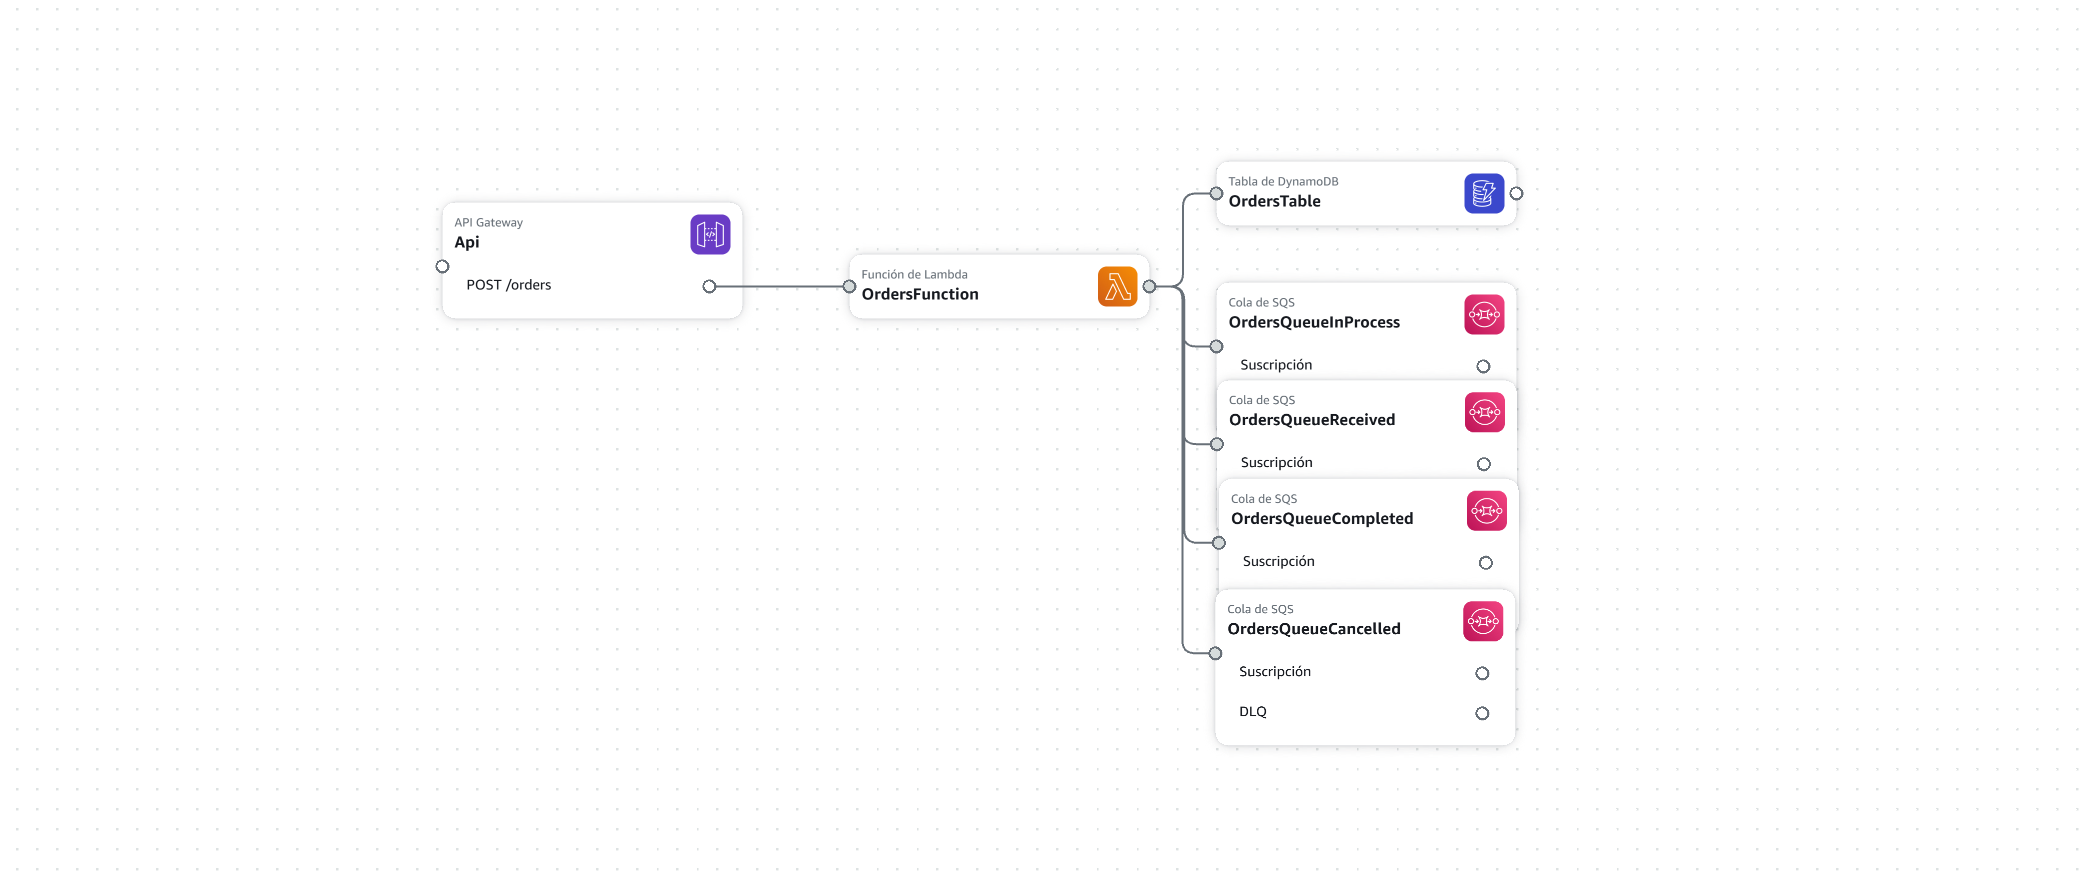 API Gateway
Api
POST /orders
Función de Lambda
OrdersFunction
Tabla de DynamoDB
OrdersTable
Cola de SQS
OrdersQueueInProcess
Suscripción
Cola de SQS
OrdersQueueReceived
Suscripción
Cola de SQS
OrdersQueueCompleted
Suscripción
Cola de SQS
OrdersQueueCancelled
Suscripción
DLQ